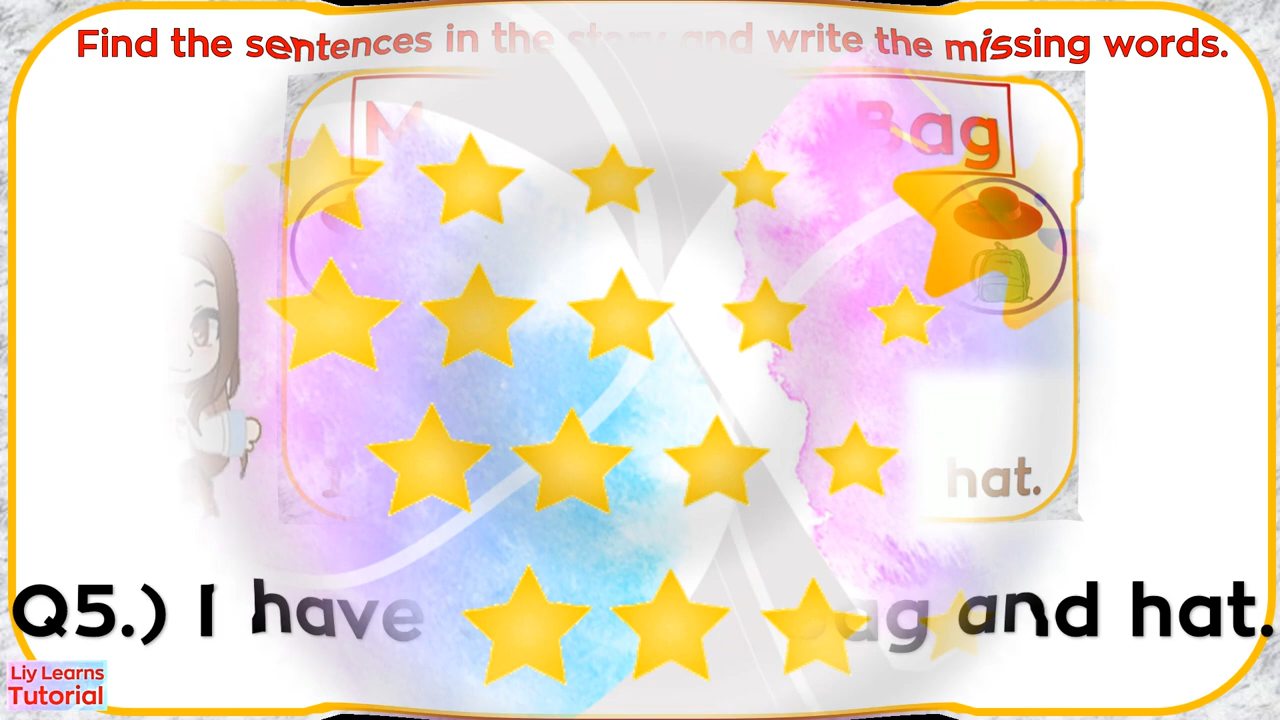 Find the sentences in the story and write the missing words.
Bag
hat.
Q5.) I have bag and hat.
Liy Learns
Tutorial